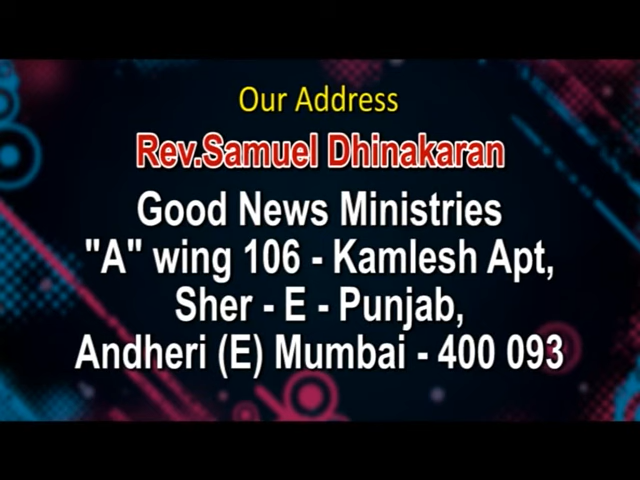 Our Address
Rev.Samuel Dhinakaran
Good News Ministries
"A" wing 106 - Kamlesh Apt,
Sher - E - Punjab,
Andheri (E) Mumbai - 400 093